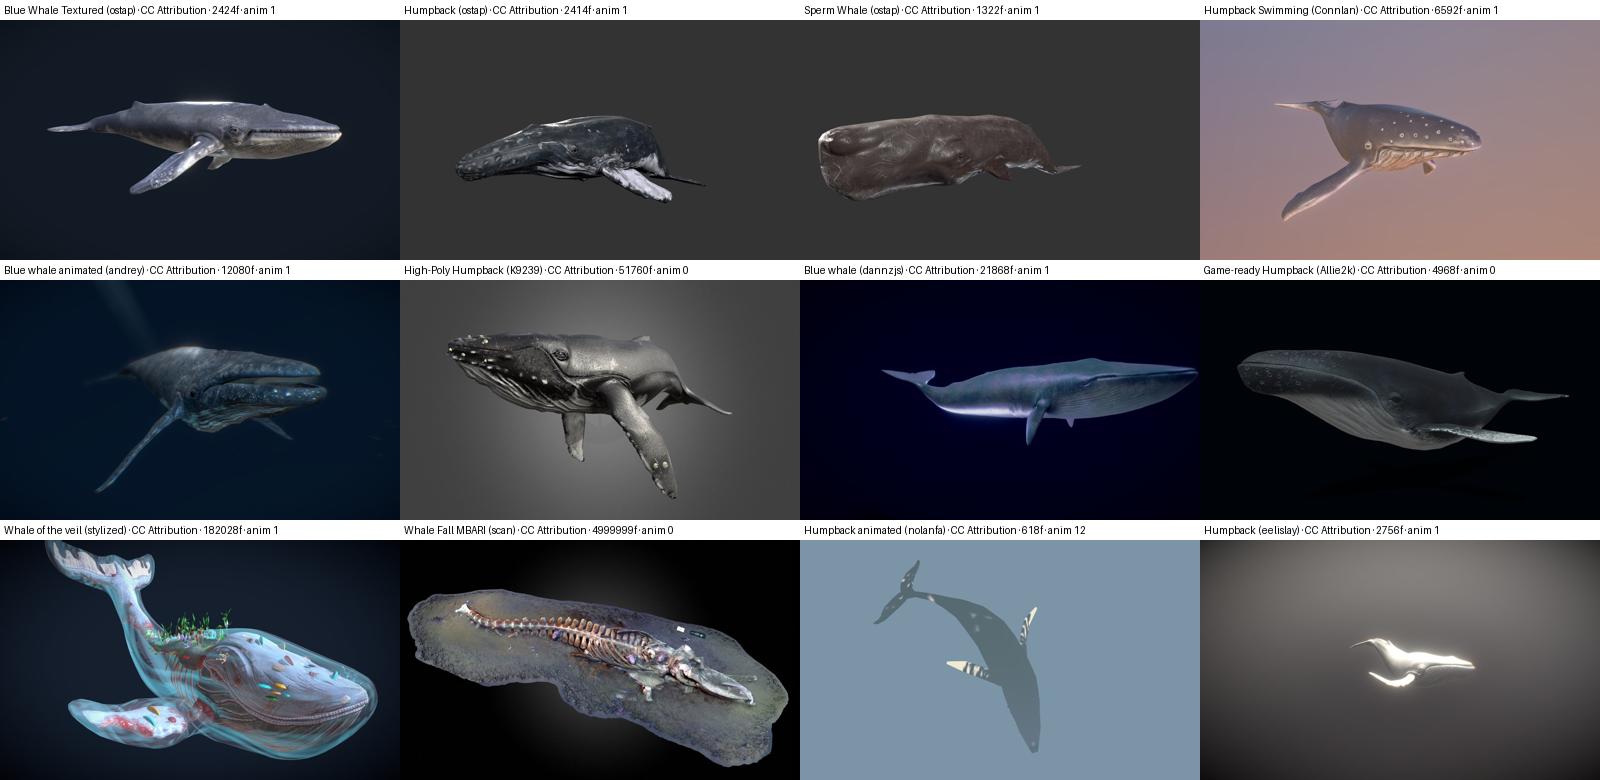 Blue Whale Textured (ostap) · CC Attribution · 2424f · anim 1
Humpback (ostap) · CC Attribution · 2414f · anim 1
Sperm Whale (ostap) · CC Attribution · 1322f · anim 1
Humpback Swimming (Connlan) · CC Attribution · 6592f · anim 1
Blue whale animated (andrey) · CC Attribution · 12080f · anim 1
High-Poly Humpback (K9239) · CC Attribution · 51760f · anim 0
Blue whale (dannzjs) · CC Attribution · 21868f · anim 1
Game-ready Humpback (Allie2k) · CC Attribution · 4968f · anim 0
Whale of the veil (stylized) · CC Attribution · 182028f · anim 1
Whale Fall MBARI (scan) · CC Attribution · 4999999f · anim 0
Humpback animated (nolanfa) · CC Attribution · 618f · anim 12
Humpback (eelislay) · CC Attribution · 2756f · anim 1